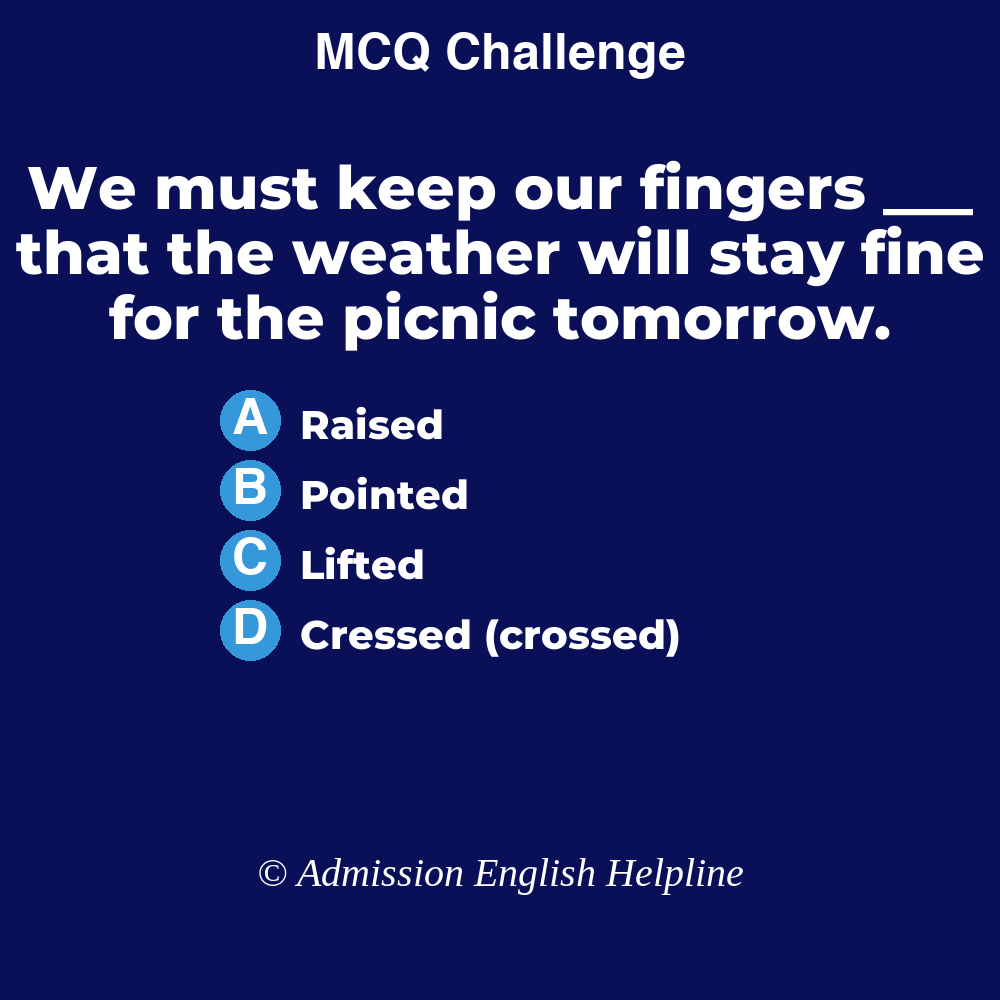 MCQ Challenge
We must keep our fingers ___
that the weather will stay fine
for the picnic tomorrow.
A Raised
B Pointed
C Lifted
D Cressed (crossed)
© Admission English Helpline